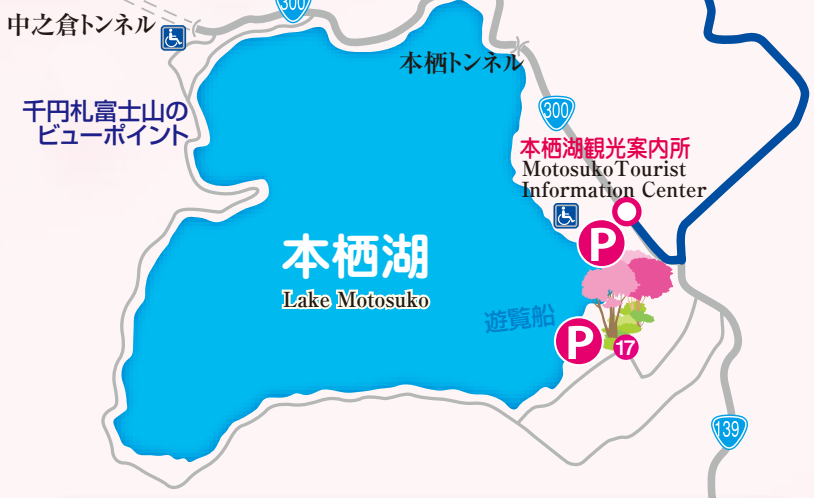 300
中之倉トンネル
本栖トンネル
千円札富士山の
ビューポイント
300
本栖湖観光案内所
MotosukoTourist
Information Center
P
本栖湖
Lake Motosuko
遊覧船
P
17
139